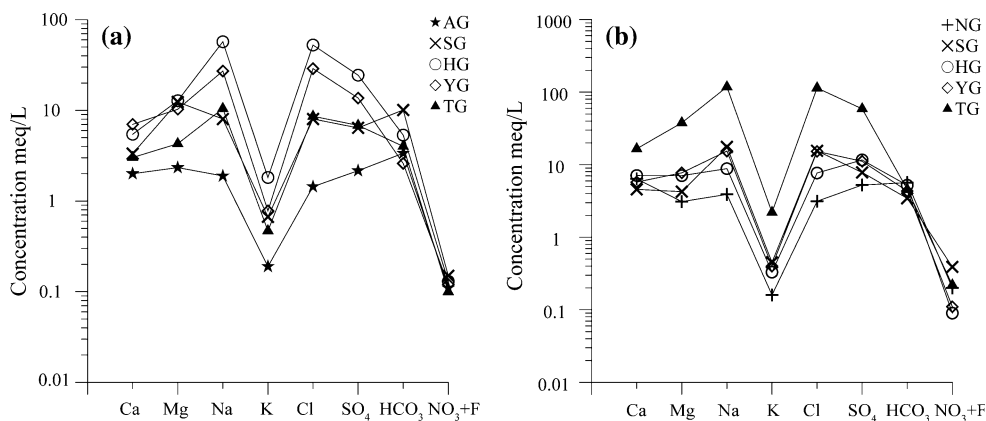 (a)
Concentration meq/L
100
10
1
0.1
0.01
Ca Mg Na K Cl SO₄ HCO₃ NO₃+F
AG
SG
HG
YG
TG
(b)
Concentration meq/L
1000
100
10
1
0.1
0.01
Ca Mg Na K Cl SO₄ HCO₃ NO₃+F
NG
SG
HG
YG
TG